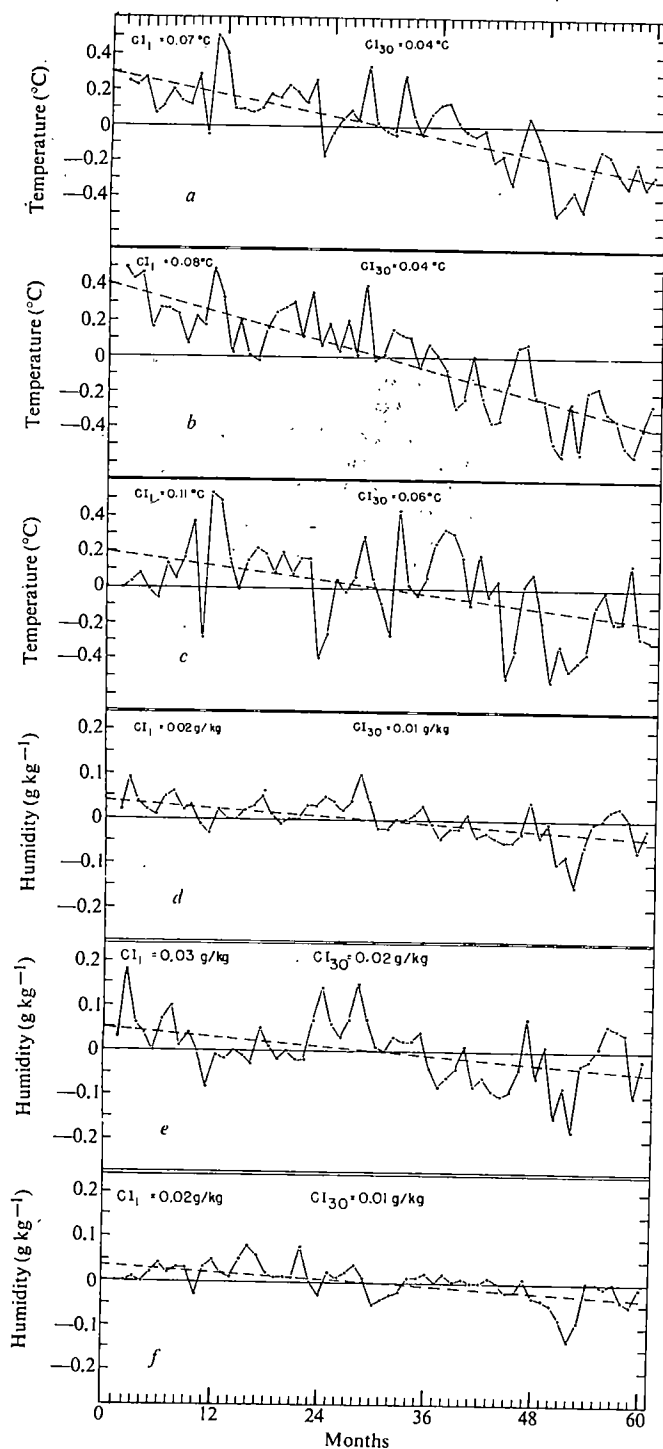 CI1 = 0.07 °C CI30 = 0.04 °C
0.4
0.2
0
—0.2
—0.4
Temperature (°C)
a
CI1 = 0.08 °C CI30 = 0.04 °C
0.4
0.2
0
—0.2
—0.4
Temperature (°C)
b
CI1 = 0.11 °C CI30 = 0.06 °C
0.4
0.2
0
—0.2
—0.4
Temperature (°C)
c
CI1 = 0.02 g/kg CI30 = 0.01 g/kg
0.2
0.1
0
—0.1
—0.2
Humidity (g kg−1)
d
CI1 = 0.03 g/kg CI30 = 0.02 g/kg
0.2
0.1
0
—0.1
—0.2
Humidity (g kg−1)
e
CI1 = 0.02 g/kg CI30 = 0.01 g/kg
0.2
0.1
0
—0.1
—0.2
Humidity (g kg−1)
f
0 12 24 36 48 60
Months